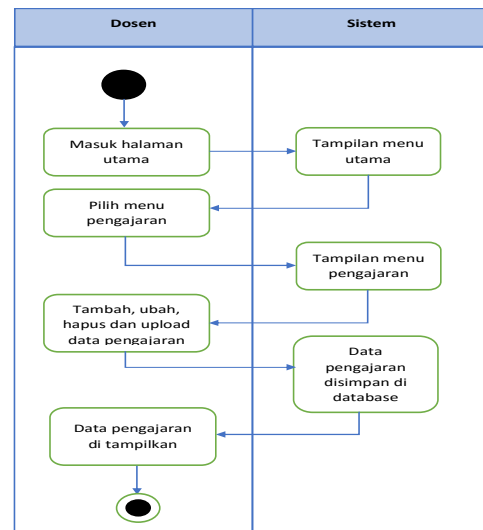 Dosen
Sistem
Masuk halaman
utama
Tampilan menu
utama
Pilih menu
pengajaran
Tampilan menu
pengajaran
Tambah, ubah,
hapus dan upload
data pengajaran
Data
pengajaran
disimpan di
database
Data pengajaran
di tampilkan